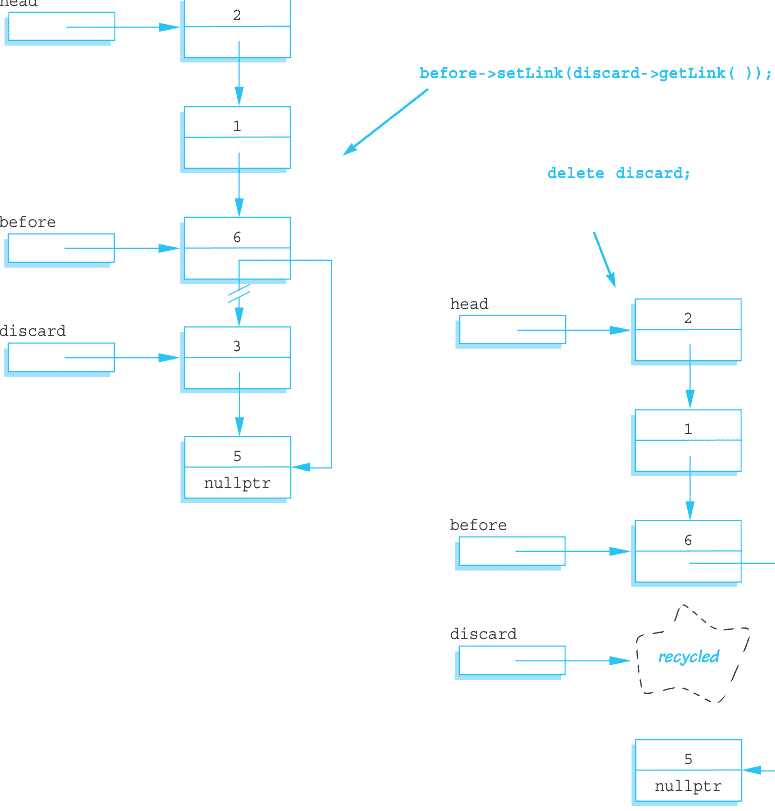 head
2
before->setLink(discard->getLink( ));
1
delete discard;
before
6
head
2
discard
3
1
5
nullptr
before
6
discard
recycled
5
nullptr